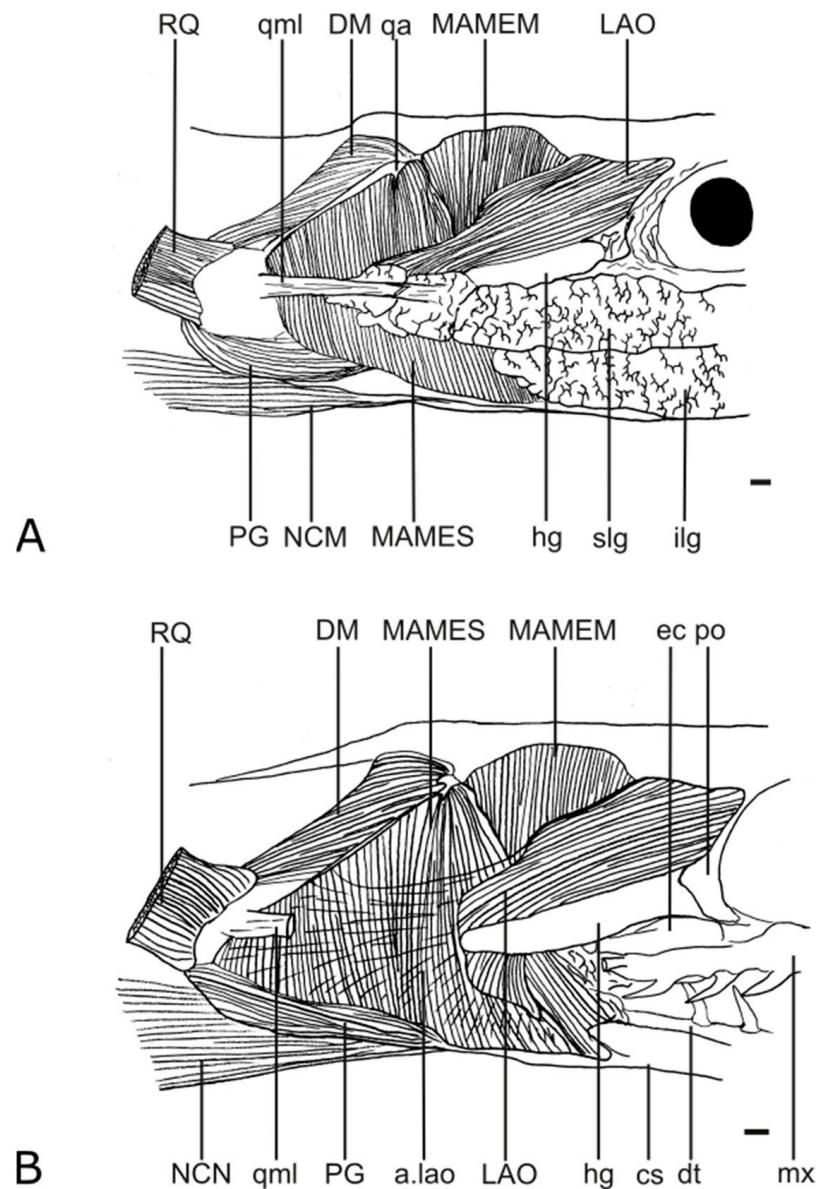 RQ qml DM qa MAMEM LAO
A
PG NCM MAMES hg slg ilg
RQ DM MAMES MAMEM ec po
B
NCN qml PG a.lao LAO hg cs dt mx